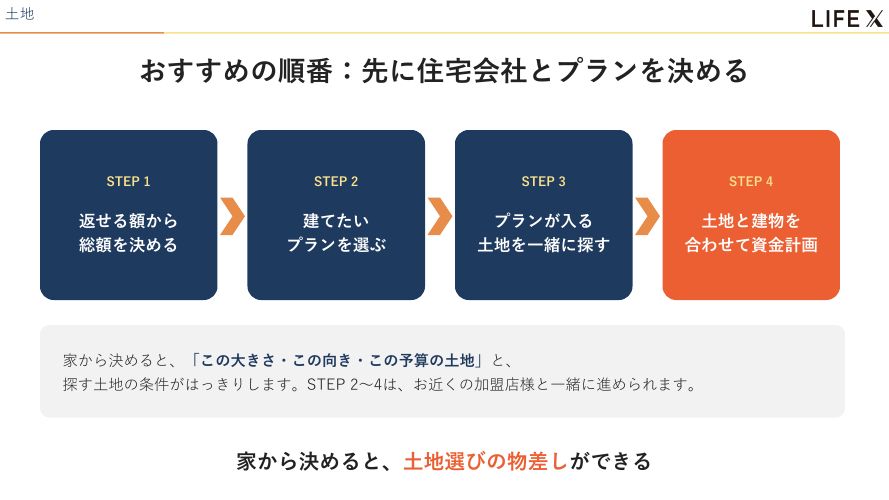 土地
LIFE X
おすすめの順番：先に住宅会社とプランを決める
STEP 1
返せる額から
総額を決める
STEP 2
建てたい
プランを選ぶ
STEP 3
プランが入る
土地を一緒に探す
STEP 4
土地と建物を
合わせて資金計画
家から決めると、「この大きさ・この向き・この予算の土地」と、
探す土地の条件がはっきりします。STEP 2〜4は、お近くの加盟店様と一緒に進められます。
家から決めると、土地選びの物差しができる